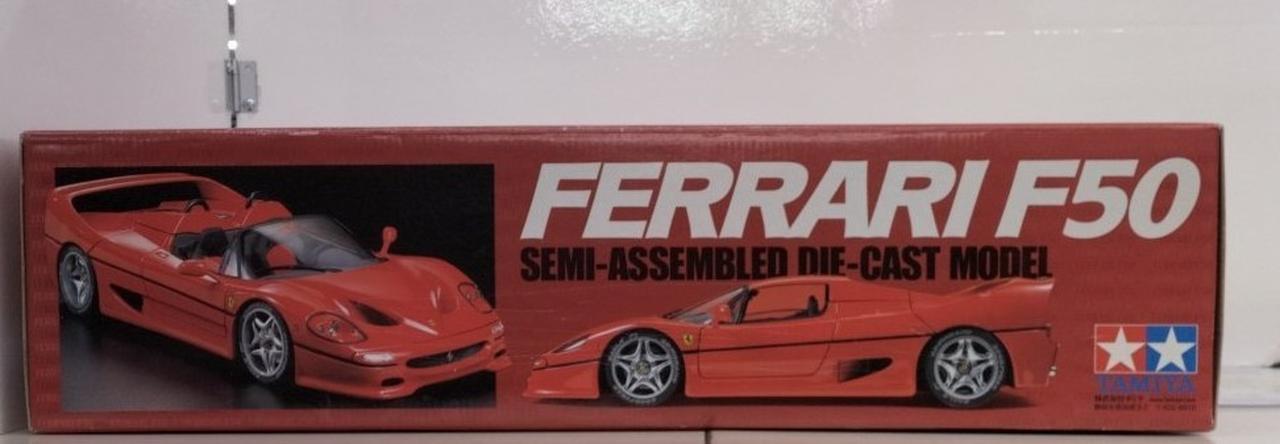 FERRARI F50
SEMI-ASSEMBLED DIE-CAST MODEL
TAMIYA